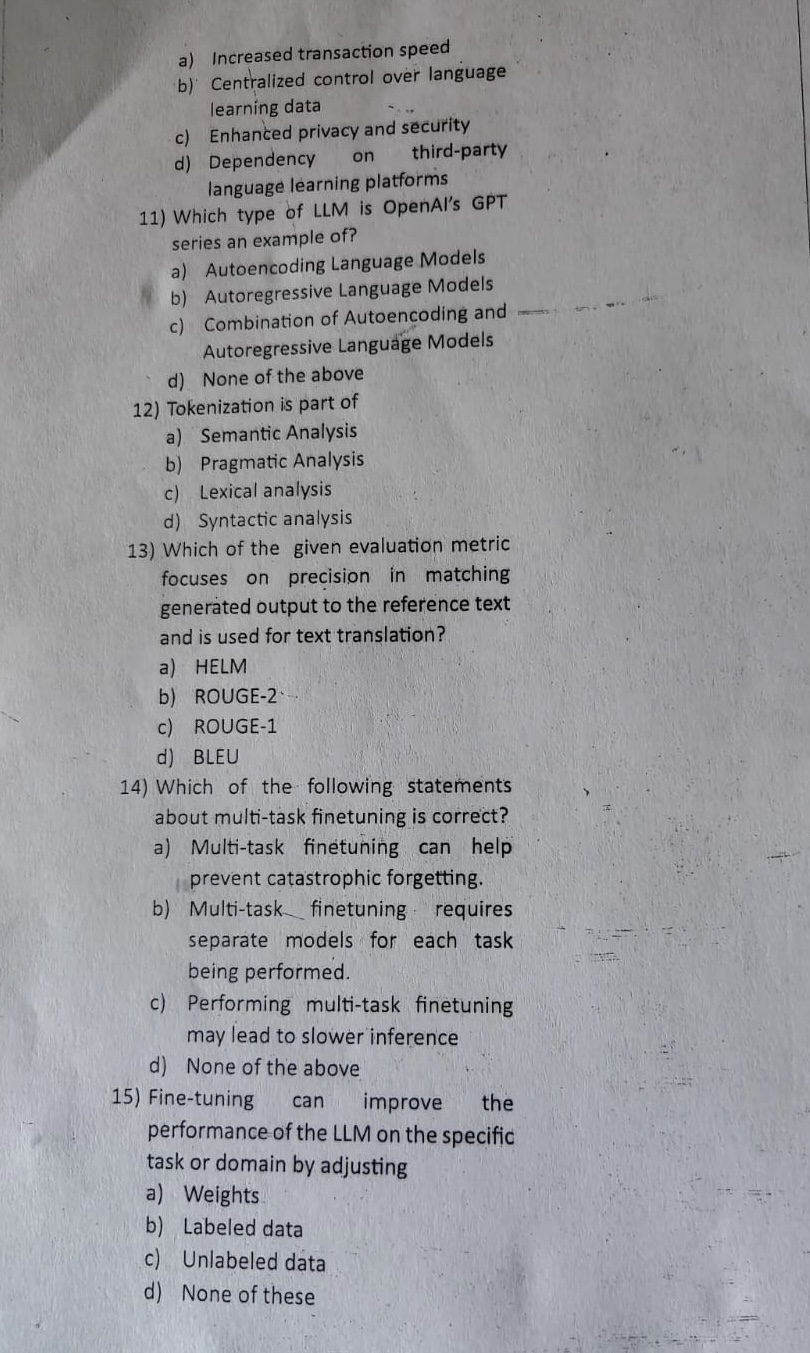 a) Increased transaction speed
b) Centralized control over language
learning data
c) Enhanced privacy and security
d) Dependency on third-party
language learning platforms
11) Which type of LLM is OpenAI's GPT
series an example of?
a) Autoencoding Language Models
b) Autoregressive Language Models
c) Combination of Autoencoding and
Autoregressive Language Models
d) None of the above
12) Tokenization is part of
a) Semantic Analysis
b) Pragmatic Analysis
c) Lexical analysis
d) Syntactic analysis
13) Which of the given evaluation metric
focuses on precision in matching
generated output to the reference text
and is used for text translation?
a) HELM
b) ROUGE-2
c) ROUGE-1
d) BLEU
14) Which of the following statements
about multi-task finetuning is correct?
a) Multi-task finetuning can help
prevent catastrophic forgetting.
b) Multi-task finetuning requires
separate models for each task
being performed.
c) Performing multi-task finetuning
may lead to slower inference
d) None of the above
15) Fine-tuning can improve the
performance of the LLM on the specific
task or domain by adjusting
a) Weights
b) Labeled data
c) Unlabeled data
d) None of these